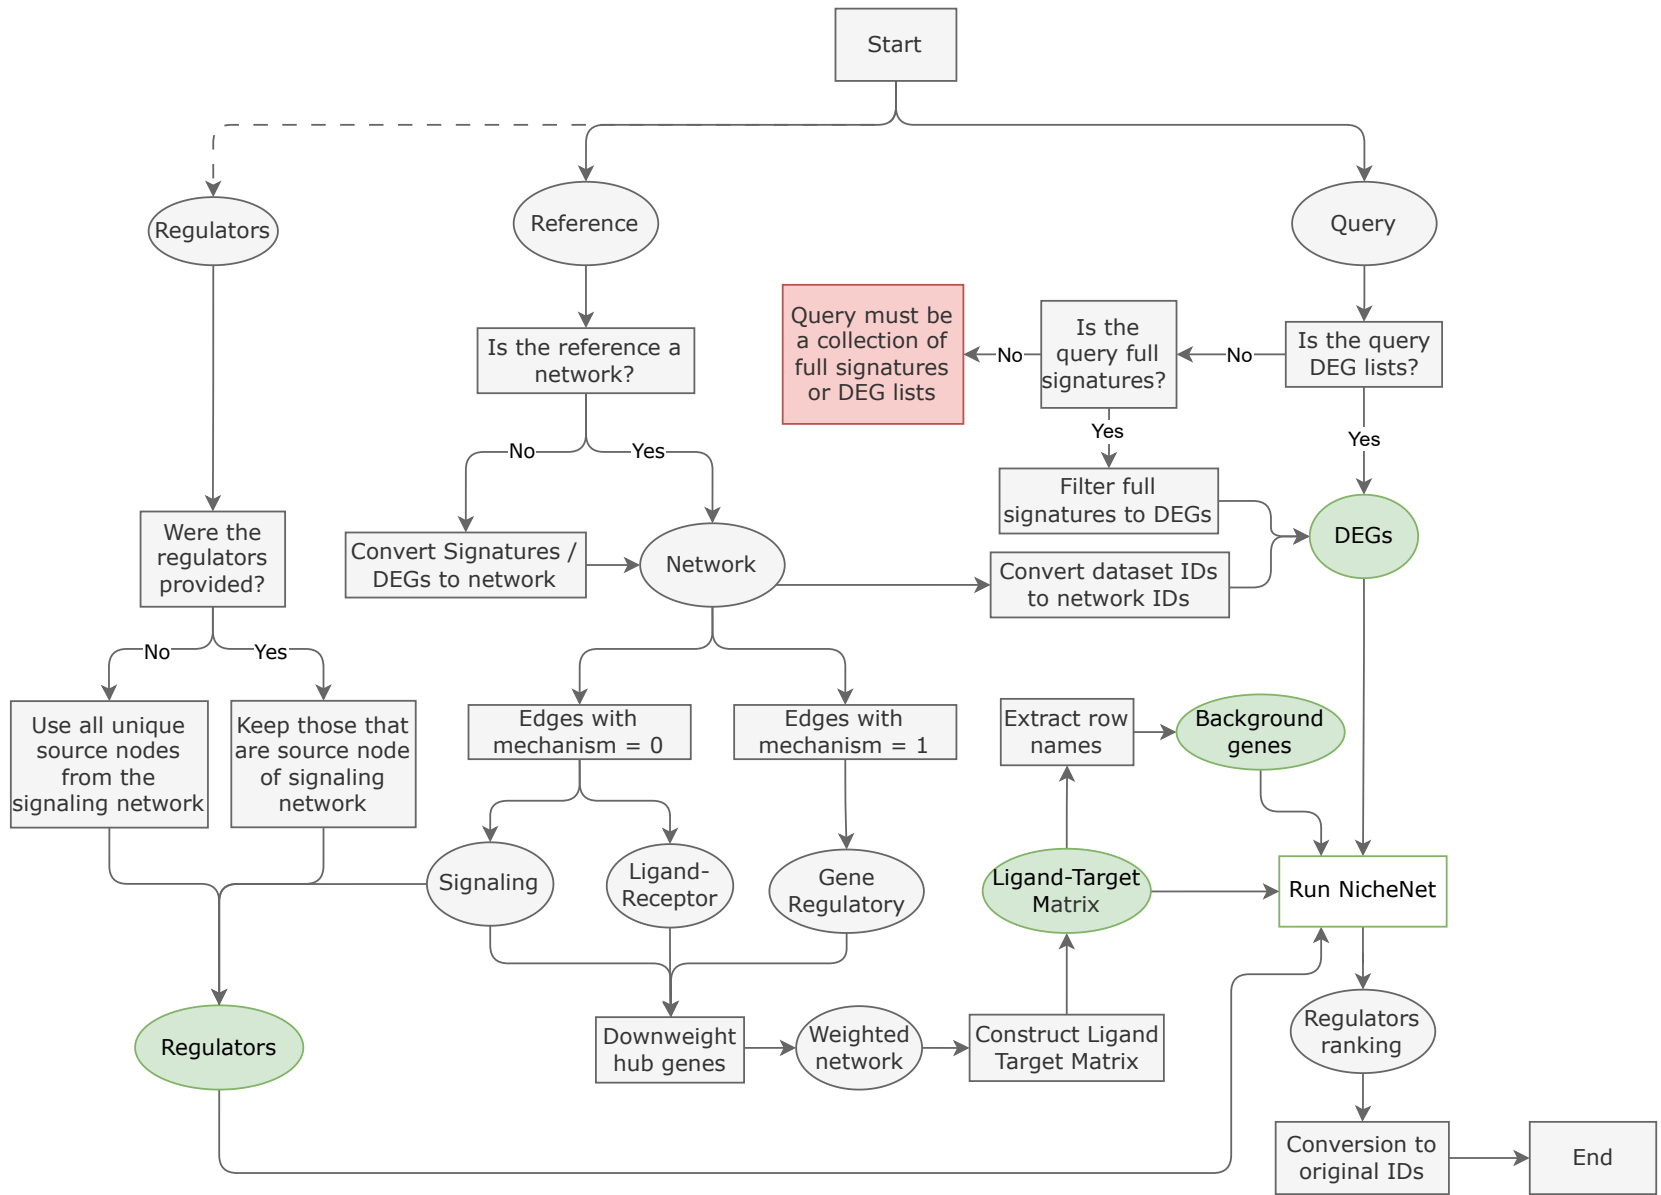 Start
Regulators
Reference
Query
Query must be
a collection of
full signatures
or DEG lists
No
Is the
query full
signatures?
No
Is the query
DEG lists?
Is the reference a
network?
Yes
Yes
No
Yes
Filter full
signatures to DEGs
DEGs
Were the
regulators
provided?
Convert Signatures /
DEGs to network
Network
Convert dataset IDs
to network IDs
No
Yes
Use all unique
source nodes
from the
signaling network
Keep those that
are source node
of signaling
network
Edges with
mechanism = 0
Edges with
mechanism = 1
Extract row
names
Background
genes
Signaling
Ligand-
Receptor
Gene
Regulatory
Ligand-Target
Matrix
Run NicheNet
Regulators
Downweight
hub genes
Weighted
network
Construct Ligand
Target Matrix
Regulators
ranking
Conversion to
original IDs
End